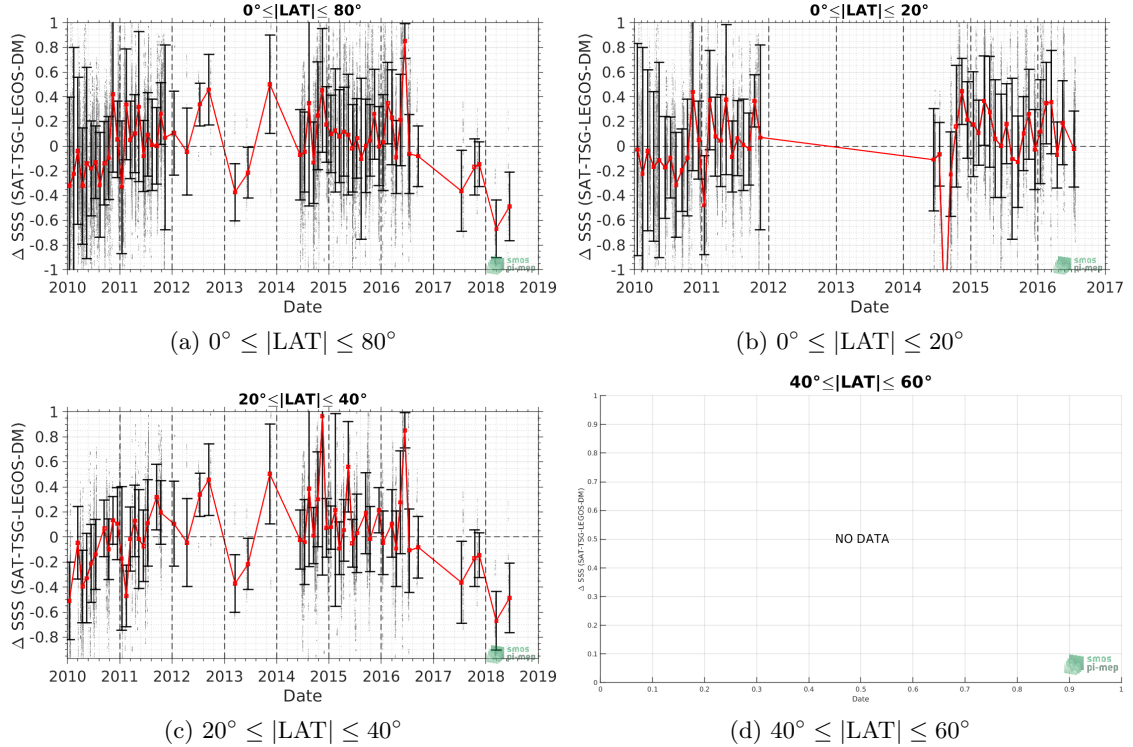 0°≤|LAT|≤ 80°
Δ SSS (SAT-TSG-LEGOS-DM)
1
0.8
0.6
0.4
0.2
0
-0.2
-0.4
-0.6
-0.8
-1
2010 2011 2012 2013 2014 2015 2016 2017 2018 2019
Date
smos
pi-mep
(a) 0° ≤ |LAT| ≤ 80°
0°≤|LAT|≤ 20°
Δ SSS (SAT-TSG-LEGOS-DM)
1
0.8
0.6
0.4
0.2
0
-0.2
-0.4
-0.6
-0.8
-1
2010 2011 2012 2013 2014 2015 2016 2017
Date
smos
pi-mep
(b) 0° ≤ |LAT| ≤ 20°
20°≤|LAT|≤ 40°
Δ SSS (SAT-TSG-LEGOS-DM)
1
0.8
0.6
0.4
0.2
0
-0.2
-0.4
-0.6
-0.8
2010 2011 2012 2013 2014 2015 2016 2017 2018 2019
Date
smos
pi-mep
(c) 20° ≤ |LAT| ≤ 40°
40°≤|LAT|≤ 60°
Δ SSS (SAT-TSG-LEGOS-DM)
1
0.9
0.8
0.7
0.6
0.5
0.4
0.3
0.2
0.1
0
NO DATA
0 0.1 0.2 0.3 0.4 0.5 0.6 0.7 0.8 0.9 1
Date
smos
pi-mep
(d) 40° ≤ |LAT| ≤ 60°